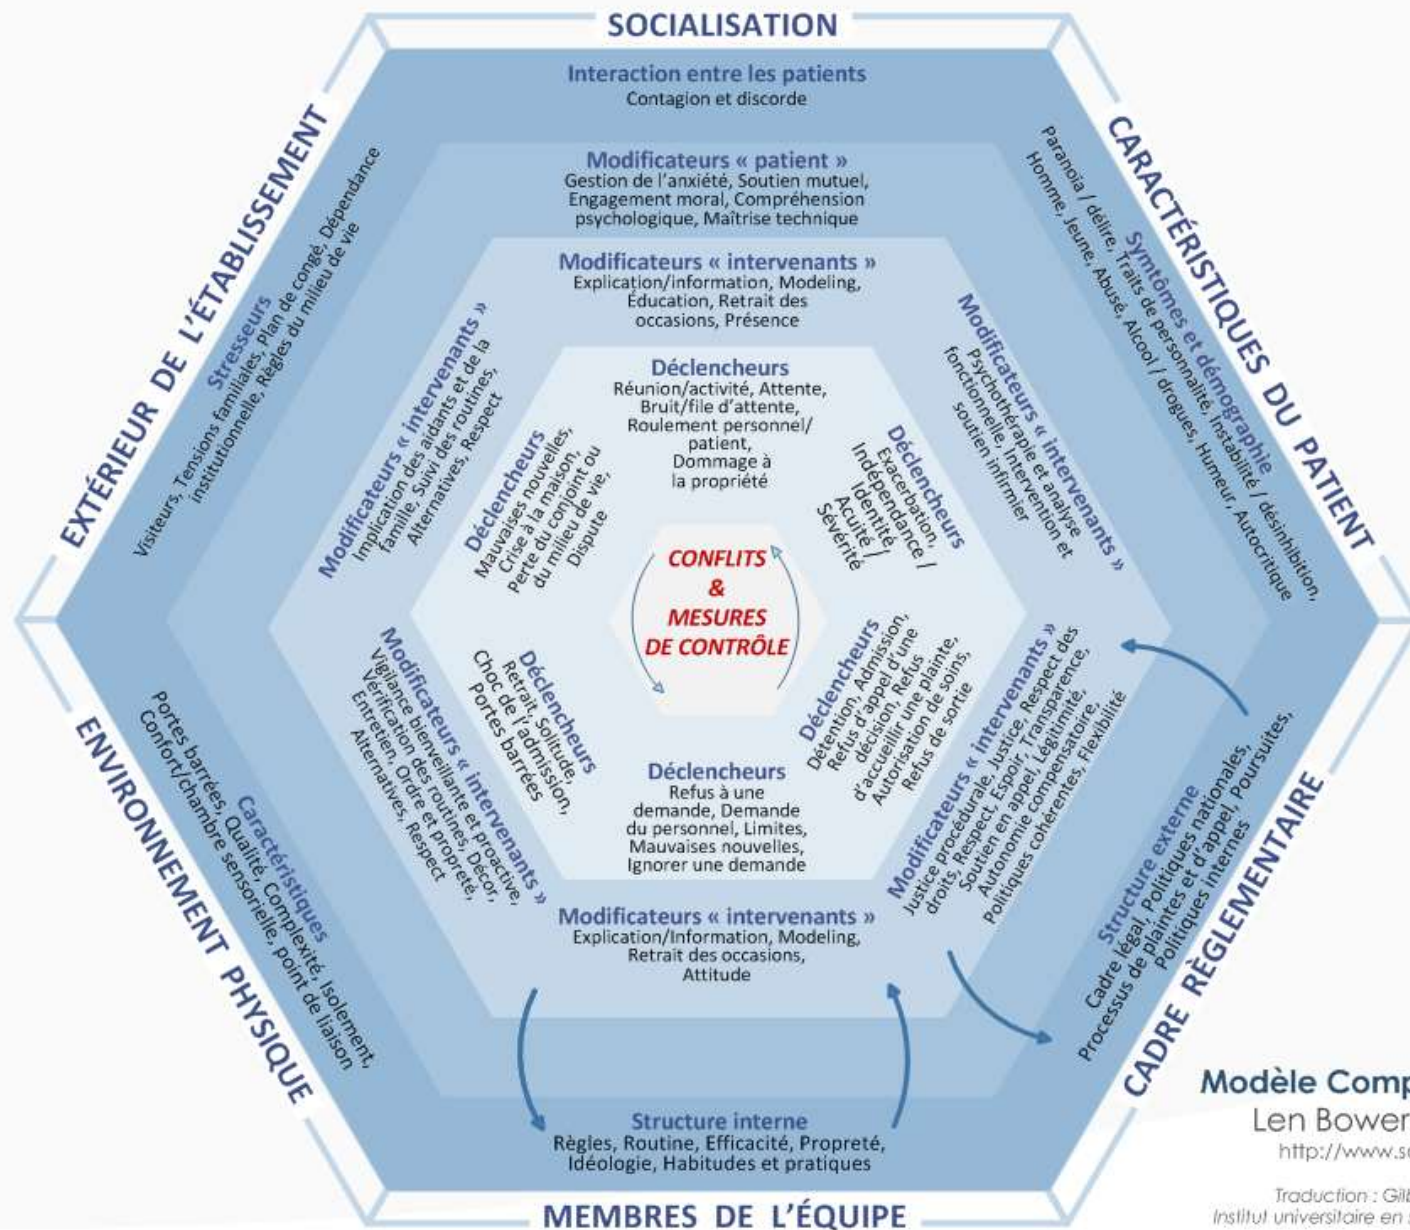 SOCIALISATION
Interaction entre les patients
Contagion et discorde
Modificateurs « patient »
Gestion de l'anxiété, Soutien mutuel,
Engagement moral, Compréhension
psychologique, Maîtrise technique
Modificateurs « intervenants »
Explication/information, Modeling,
Éducation, Retrait des
occasions, Présence
Déclencheurs
Réunion/activité, Attente,
Bruit/file d'attente,
Roulement personnel/
patient,
Dommage à
la propriété
CARACTÉRISTIQUES DU PATIENT
Symtômes et démographie
Paranoia / délire, Traits de personnalité, Instabilité / désinhibition,
Homme, Jeune, Abusé, Alcool / drogues, Humeur, Autocritique
Modificateurs « intervenants »
Psychothérapie et analyse
fonctionnelle, Intervention et
soutien infirmier
Déclencheurs
Exacerbation,
Indépendance /
Identité /
Acuité /
Sévérité
EXTÉRIEUR DE L'ÉTABLISSEMENT
Stresseurs
Visiteurs, Tensions familiales, Plan de congé, Dépendance
institutionnelle, Règles du milieu de vie
Modificateurs « intervenants »
Implication des aidants et de la
famille, Suivi des routines,
Alternatives, Respect
Déclencheurs
Mauvaises nouvelles,
Crise à la maison,
Perte du conjoint ou
du milieu de vie,
Dispute
CONFLITS
&
MESURES
DE CONTRÔLE
ENVIRONNEMENT PHYSIQUE
Caractéristiques
Portes barrées, Qualité, Complexité, Isolement,
Confort/chambre sensorielle, point de liaison
Modificateurs « intervenants »
Vigilance bienveillante et proactive,
Vérification des routines, Décor,
Entretien, Ordre et propreté,
Alternatives, Respect
Déclencheurs
Retrait, Solitude,
Choc de l'admission,
Portes barrées
Déclencheurs
Détention, Admission,
Refus d'appel d'une
décision, Refus
d'accueillir une plainte,
Autorisation de soins,
Refus de sortie
Modificateurs « intervenants »
Justice procédurale, Justice, Respect des
droits, Respect, Espoir, Transparence,
Soutien en appel, Légitimité,
Autonomie compensatoire,
Politiques cohérentes, Flexibilité
Structure externe
Cadre légal, Politiques nationales,
Processus de plaintes et d'appel, Poursuites,
Politiques internes
CADRE RÈGLEMENTAIRE
Déclencheurs
Refus à une
demande, Demande
du personnel, Limites,
Mauvaises nouvelles,
Ignorer une demande
Modificateurs « intervenants »
Explication/Information, Modeling,
Retrait des occasions,
Attitude
Structure interne
Règles, Routine, Efficacité, Propreté,
Idéologie, Habitudes et pratiques
MEMBRES DE L'ÉQUIPE
Modèle Comp
Len Bower
http://www.s
Traduction : Gil
Institut universitaire en